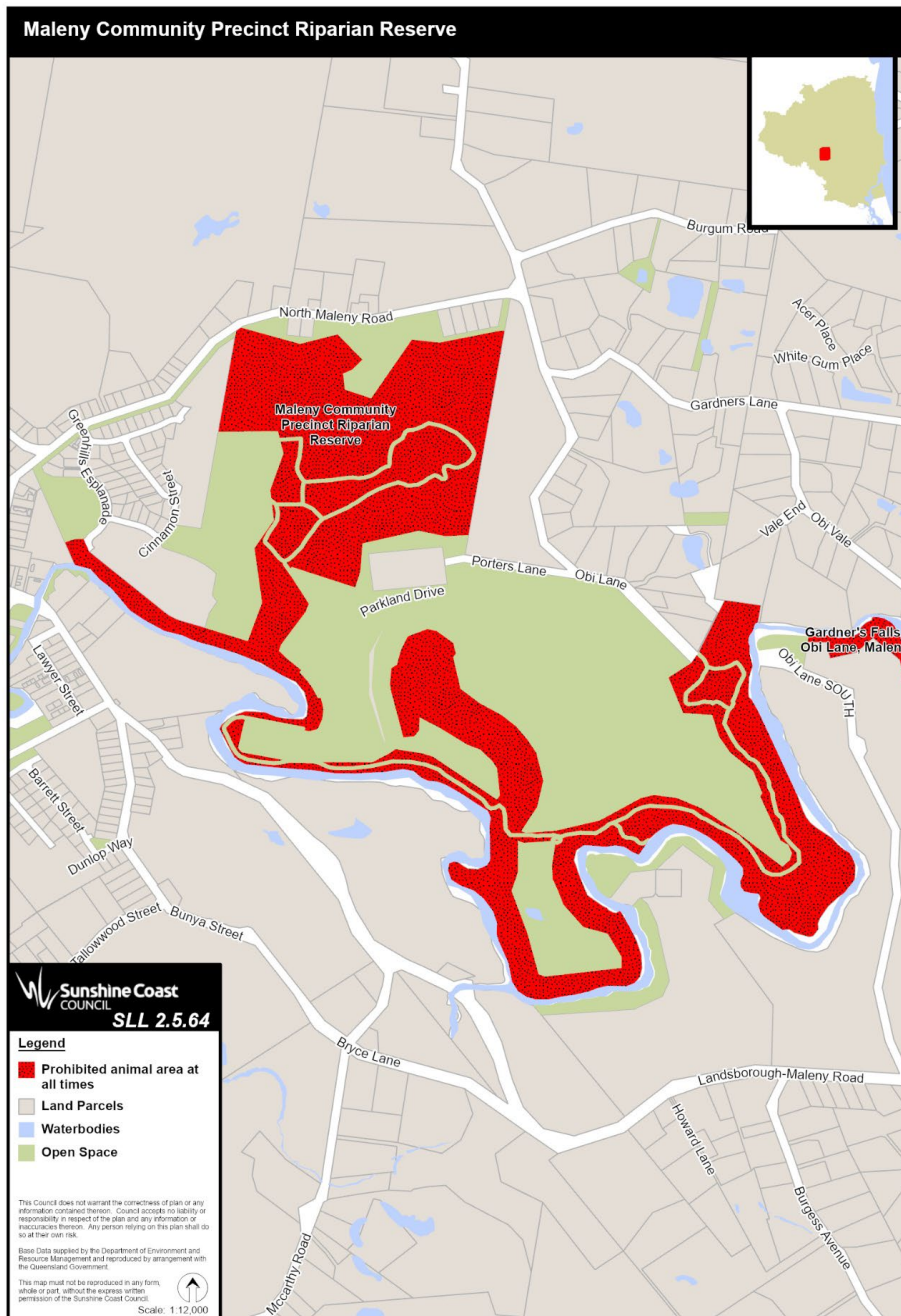 Maleny Community Precinct Riparian Reserve
Burgum Road
North Maleny Road
Acer Place
White Gum Place
Gardners Lane
Maleny Community
Precinct Riparian
Reserve
Greenhills Esplanade
Cinnamon Street
Vale End
Obi Vale
Porters Lane
Obi Lane
Parkland Drive
Gardner's Falls
Obi Lane, Malen
Obi Lane SOUTH
Lawyer Street
Barrett Street
Dunlop Way
Tallowwood Street
Bunya Street
Bryce Lane
Landsborough-Maleny Road
Howard Lane
Burgess Avenue
Mccarthy Road
Sunshine Coast
COUNCIL
SLL 2.5.64
Legend
Prohibited animal area at
all times
Land Parcels
Waterbodies
Open Space
This Council does not warrant the correctness of plan or any
information contained thereon. Council accepts no liability or
responsibility in respect of the plan and any information or
inaccuracies thereon. Any person relying on this plan shall do
so at their own risk.
Base Data supplied by the Department of Environment and
Resource Management and reproduced by arrangement with
the Queensland Government.
This map must not be reproduced in any form,
whole or part, without the express written
permission of the Sunshine Coast Council.
Scale: 1:12,000